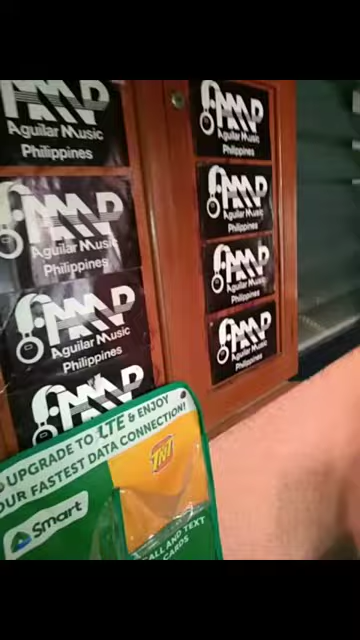 AMP
Aguilar Music
Philippines
AMP
Aguilar Music
Philippines
AMP
Aguilar Music
Philippines
AMP
AMP
Aguilar Music
Philippines
AMP
Aguilar Music
Philippines
AMP
Aguilar Music
Philippines
AMP
Aguilar Music
Philippines
UPGRADE TO LTE & ENJOY
OUR FASTEST DATA CONNECTION!
Smart
TNT
CALL AND TEXT
CARDS